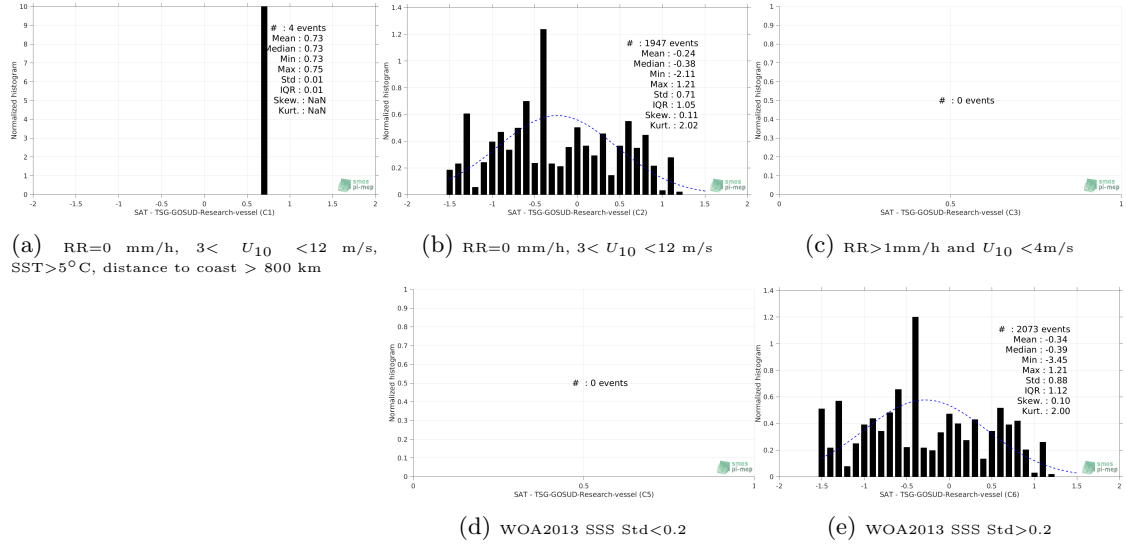 10
9
8
7
6
5
4
3
2
1
0
Normalized histogram
# : 4 events
Mean : 0.73
Median : 0.73
Min : 0.73
Max : 0.75
Std : 0.01
IQR : 0.01
Skew. : NaN
Kurt. : NaN
smos
pi-mep
-2 -1.5 -1 -0.5 0 0.5 1 1.5 2
SAT - TSG-GOSUD-Research-vessel (C1)
(a) RR=0 mm/h, 3< U10 <12 m/s,
SST>5°C, distance to coast > 800 km
1.4
1.2
1
0.8
0.6
0.4
0.2
0
Normalized histogram
# : 1947 events
Mean : -0.24
Median : -0.38
Min : -2.11
Max : 1.21
Std : 0.71
IQR : 1.05
Skew. : 0.11
Kurt. : 2.02
smos
pi-mep
-2 -1.5 -1 -0.5 0 0.5 1 1.5 2
SAT - TSG-GOSUD-Research-vessel (C2)
(b) RR=0 mm/h, 3< U10 <12 m/s
1
0.9
0.8
0.7
0.6
0.5
0.4
0.3
0.2
0.1
0
Normalized histogram
# : 0 events
smos
pi-mep
0 0.5 1
SAT - TSG-GOSUD-Research-vessel (C3)
(c) RR>1mm/h and U10 <4m/s
1
0.9
0.8
0.7
0.6
0.5
0.4
0.3
0.2
0.1
0
Normalized histogram
# : 0 events
smos
pi-mep
0 0.5 1
SAT - TSG-GOSUD-Research-vessel (C5)
(d) WOA2013 SSS Std<0.2
1.4
1.2
1
0.8
0.6
0.4
0.2
0
Normalized histogram
# : 2073 events
Mean : -0.34
Median : -0.39
Min : -3.45
Max : 1.21
Std : 0.88
IQR : 1.12
Skew. : 0.10
Kurt. : 2.00
smos
pi-mep
-2 -1.5 -1 -0.5 0 0.5 1 1.5 2
SAT - TSG-GOSUD-Research-vessel (C6)
(e) WOA2013 SSS Std>0.2